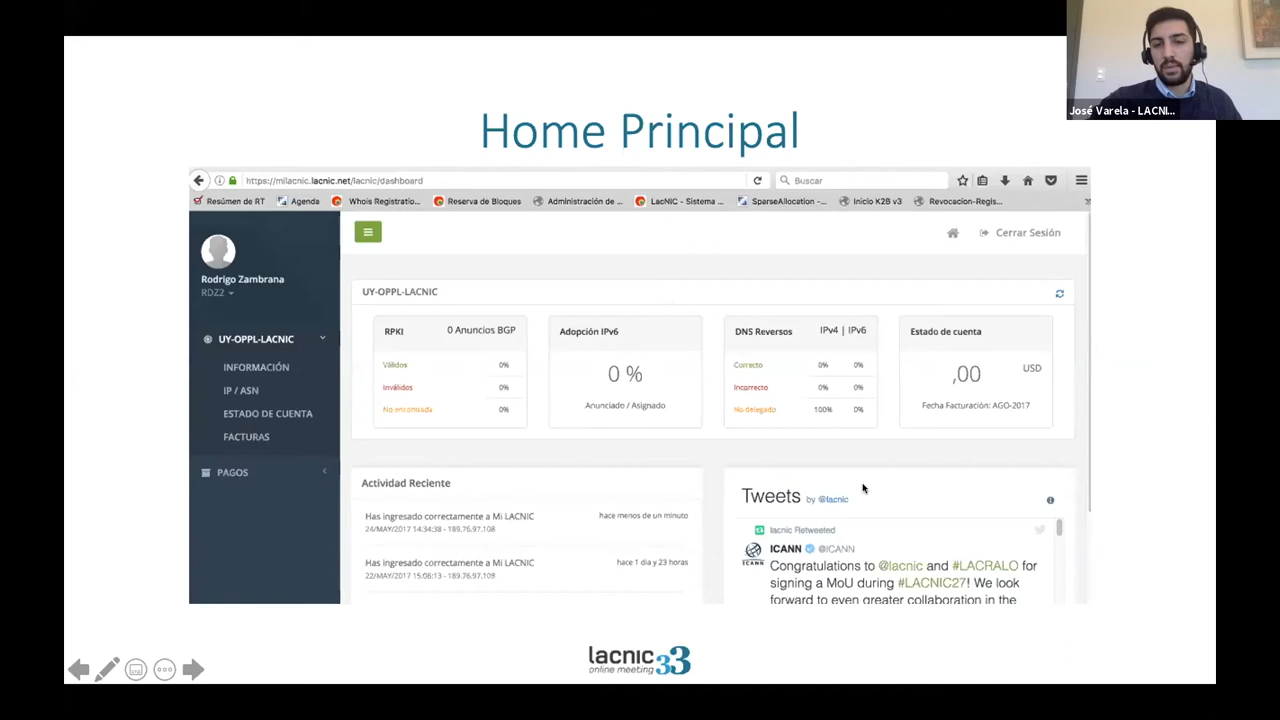 José Varela - LACNI...
Home Principal
https://milacnic.lacnic.net/lacnic/dashboard
Buscar
Resúmen de RT
Agenda
Whois Registratio...
Reserva de Bloques
Administración de ...
LacNIC - Sistema ...
SparseAllocation -...
Inicio K2B v3
Revocacion-Regis...
Rodrigo Zambrana
RDZ2
UY-OPPL-LACNIC
INFORMACIÓN
IP / ASN
ESTADO DE CUENTA
FACTURAS
PAGOS
Cerrar Sesión
UY-OPPL-LACNIC
RPKI 0 Anuncios BGP
Válidos 0%
Inválidos 0%
No encontrada 0%
Adopción IPv6
0 %
Anunciado / Asignado
DNS Reversos IPv4 | IPv6
Correcto 0% 0%
Incorrecto 0% 0%
No delegado 100% 0%
Estado de cuenta
,00 USD
Fecha Facturación: AGO-2017
Actividad Reciente
Has ingresado correctamente a Mi LACNIC hace menos de un minuto
24/MAY/2017 14:34:38 - 189.76.97.108
Has ingresado correctamente a Mi LACNIC hace 1 dia y 23 horas
22/MAY/2017 15:08:13 - 189.76.97.109
Tweets by @lacnic
lacnic Retweeted
ICANN @ICANN
Congratulations to @lacnic and #LACRALO for
signing a MoU during #LACNIC27! We look
forward to even greater collaboration in the
ICANN
lacnic 33
online meeting